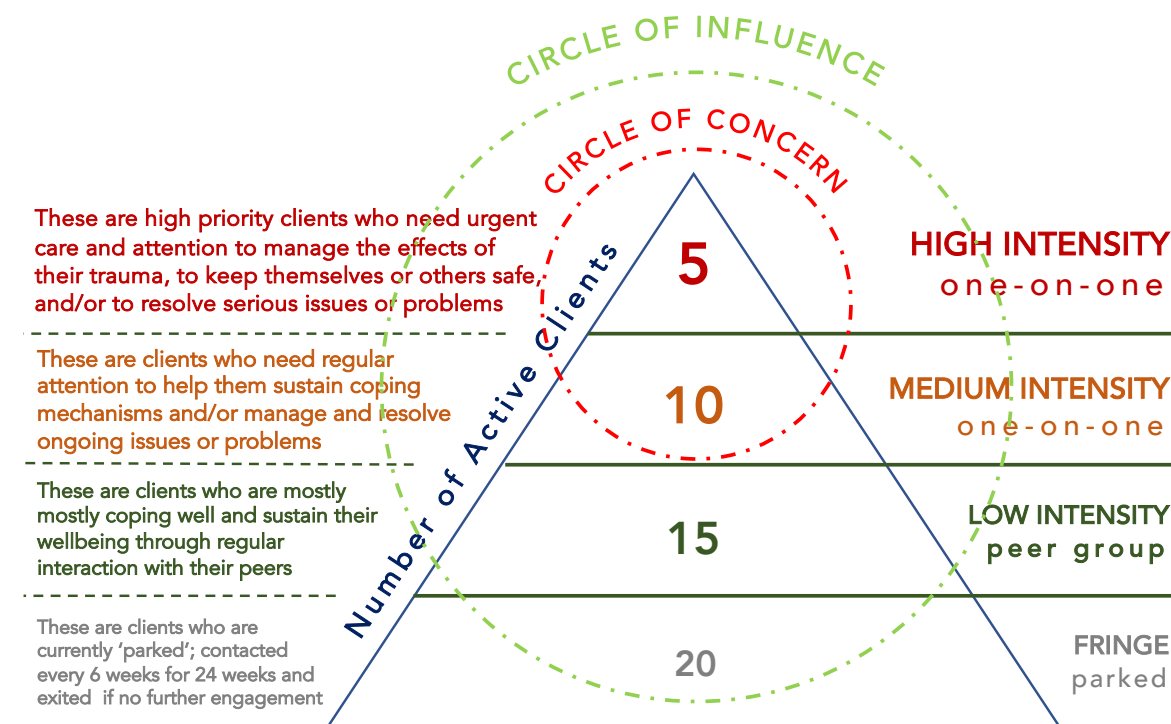 CIRCLE OF INFLUENCE
CIRCLE OF CONCERN
These are high priority clients who need urgent
care and attention to manage the effects of
their trauma, to keep themselves or others safe,
and/or to resolve serious issues or problems
5
HIGH INTENSITY
one-on-one
Number of Active Clients
These are clients who need regular
attention to help them sustain coping
mechanisms and/or manage and resolve
ongoing issues or problems
10
MEDIUM INTENSITY
one-on-one
These are clients who are mostly
mostly coping well and sustain their
wellbeing through regular
interaction with their peers
15
LOW INTENSITY
peer group
These are clients who are
currently ‘parked’; contacted
every 6 weeks for 24 weeks and
exited if no further engagement
20
FRINGE
parked